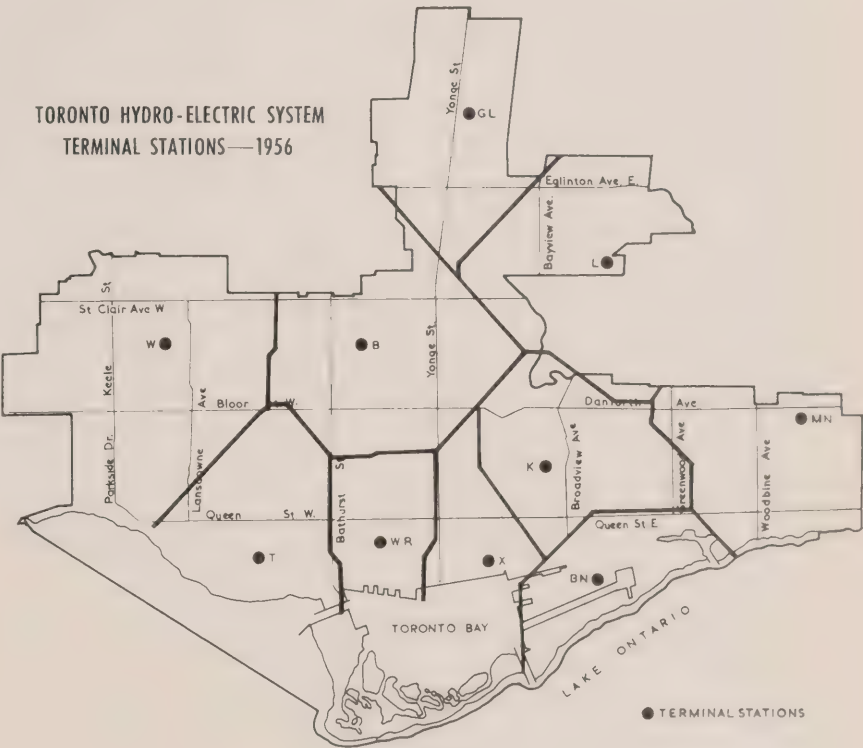 TORONTO HYDRO-ELECTRIC SYSTEM
TERMINAL STATIONS—1956
Yonge St
GL
Eglinton Ave. E.
Bayview Ave.
L
St Clair Ave W
Keele St
W
B
Yonge St.
Lansdowne Ave
Bloor St. W.
Danforth Ave
MN
Parkside Dr.
K
Broadview Ave
Greenwood Ave
Woodbine Ave
Bathurst St
Queen St W.
Queen St E
T
WR
X
BN
TORONTO BAY
LAKE ONTARIO
TERMINAL STATIONS